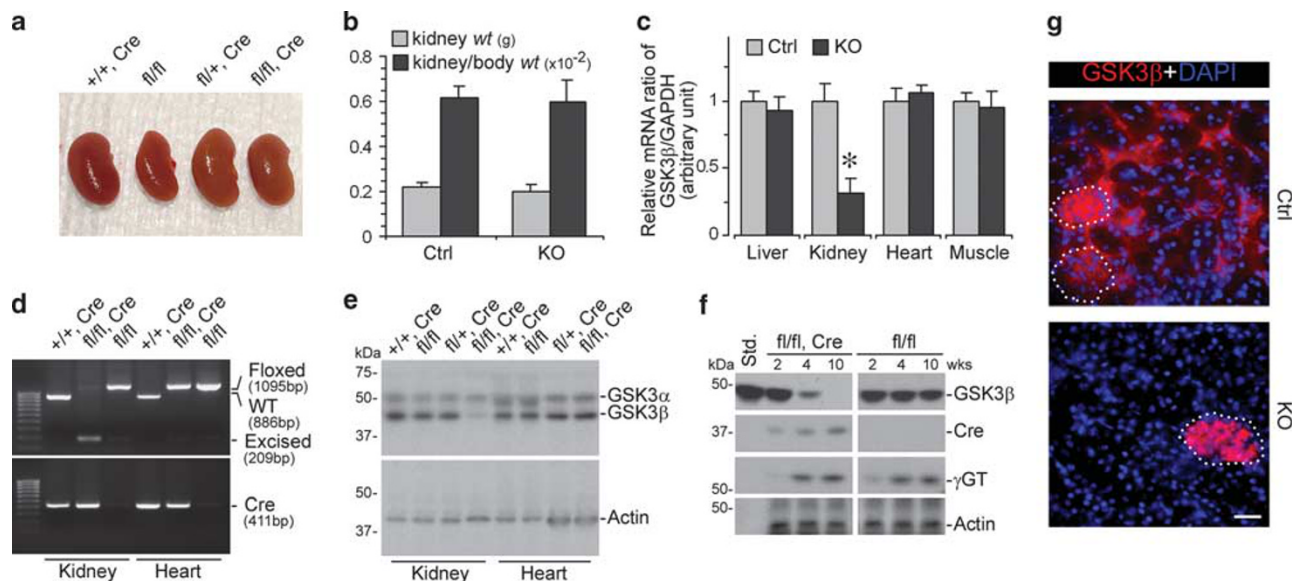 a
+/+, Cre
fl/fl
fl/+, Cre
fl/fl, Cre
b
kidney wt (g)
kidney/body wt (x10-2)
0.8
0.6
0.4
0.2
0
Ctrl
KO
c
Ctrl
KO
Relative mRNA ratio of
GSK3β/GAPDH
(arbitrary unit)
1.5
1
0.5
0
*
Liver
Kidney
Heart
Muscle
d
+/+, Cre
fl/fl, Cre
fl/fl
+/+, Cre
fl/fl, Cre
fl/fl
Floxed
(1095bp)
WT
(886bp)
Excised
(209bp)
Cre
(411bp)
Kidney
Heart
e
+/+, Cre
fl/fl
fl/+, Cre
fl/fl, Cre
+/+, Cre
fl/fl
fl/+, Cre
fl/fl, Cre
kDa
75-
50-
37-
GSK3α
GSK3β
50-
37-
Actin
Kidney
Heart
f
Std.
fl/fl, Cre
fl/fl
kDa
2 4 10
2 4 10
wks
50-
-GSK3β
37-
-Cre
50-
-γGT
50-
-Actin
g
GSK3β+DAPI
Ctrl
KO